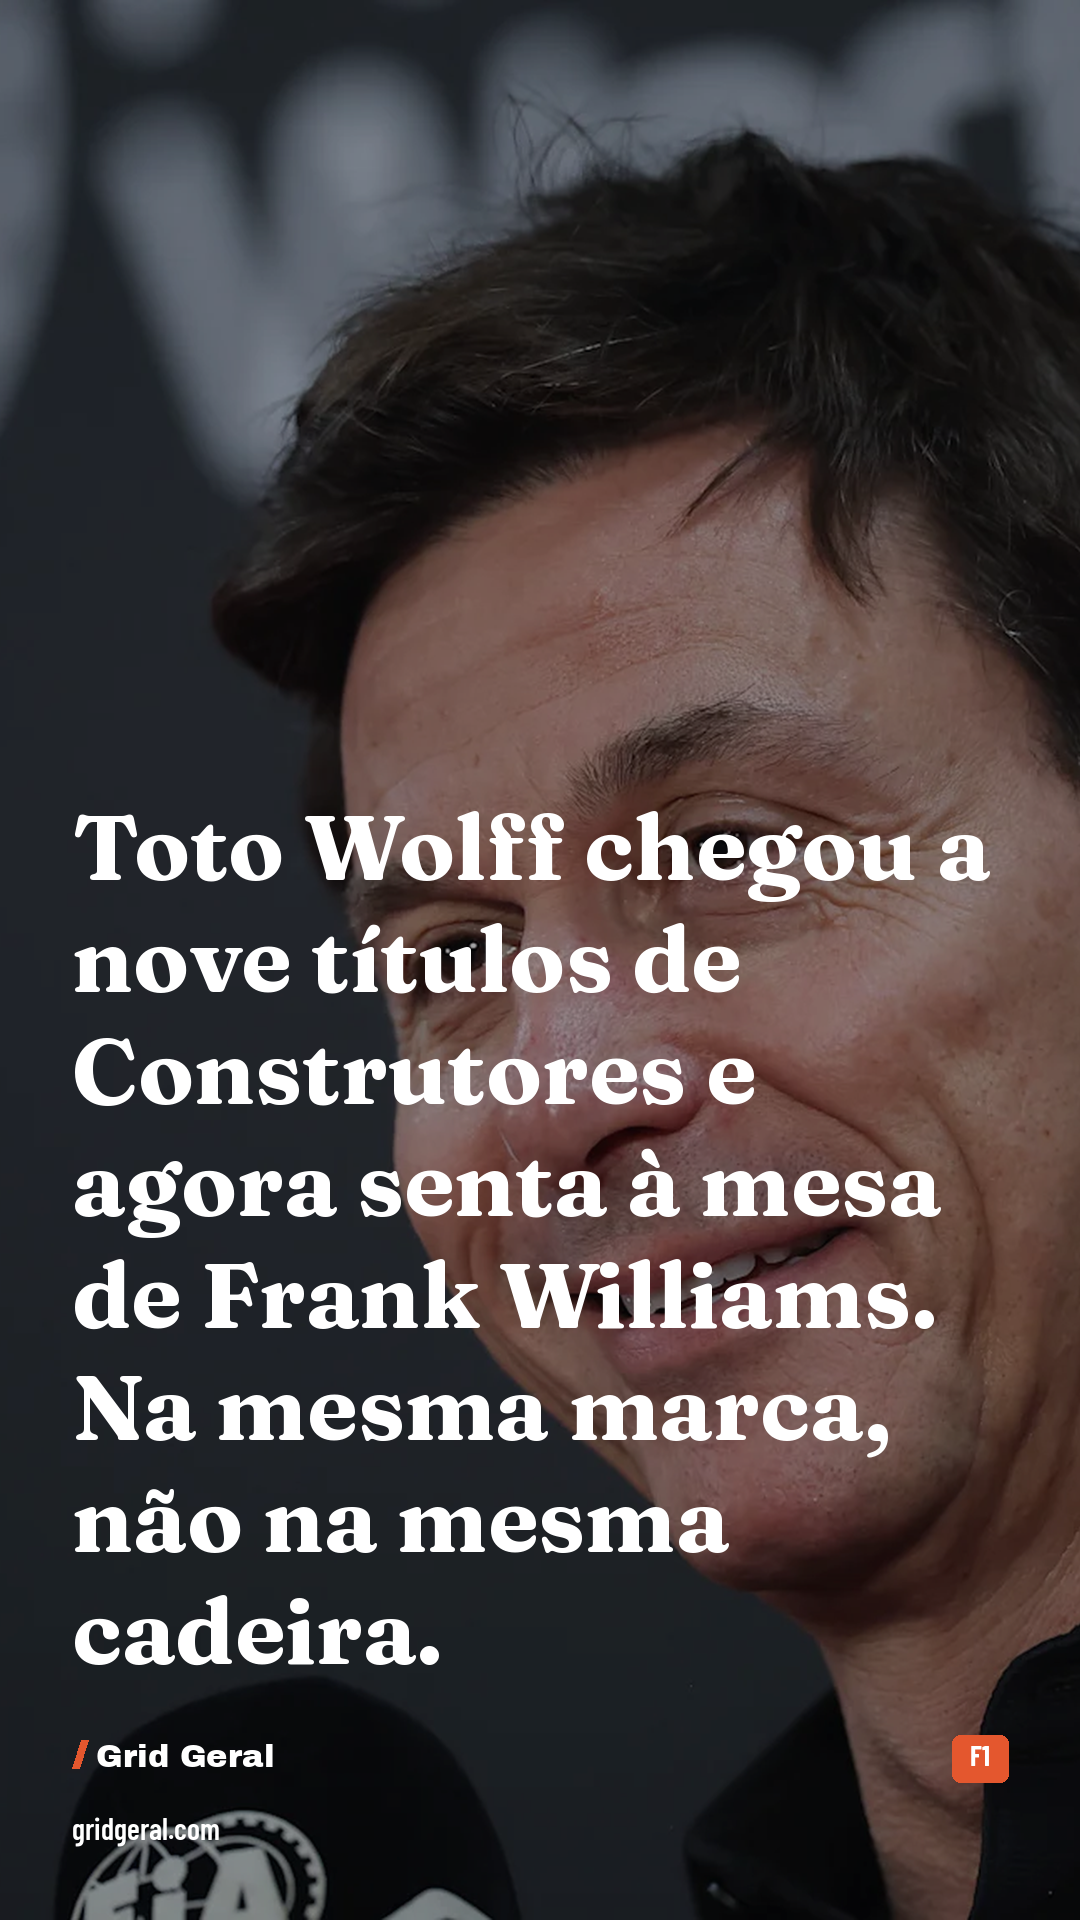 Toto Wolff chegou a
nove títulos de
Construtores e
agora senta à mesa
de Frank Williams.
Na mesma marca,
não na mesma
cadeira.
/ Grid Geral
F1
gridgeral.com
FiA